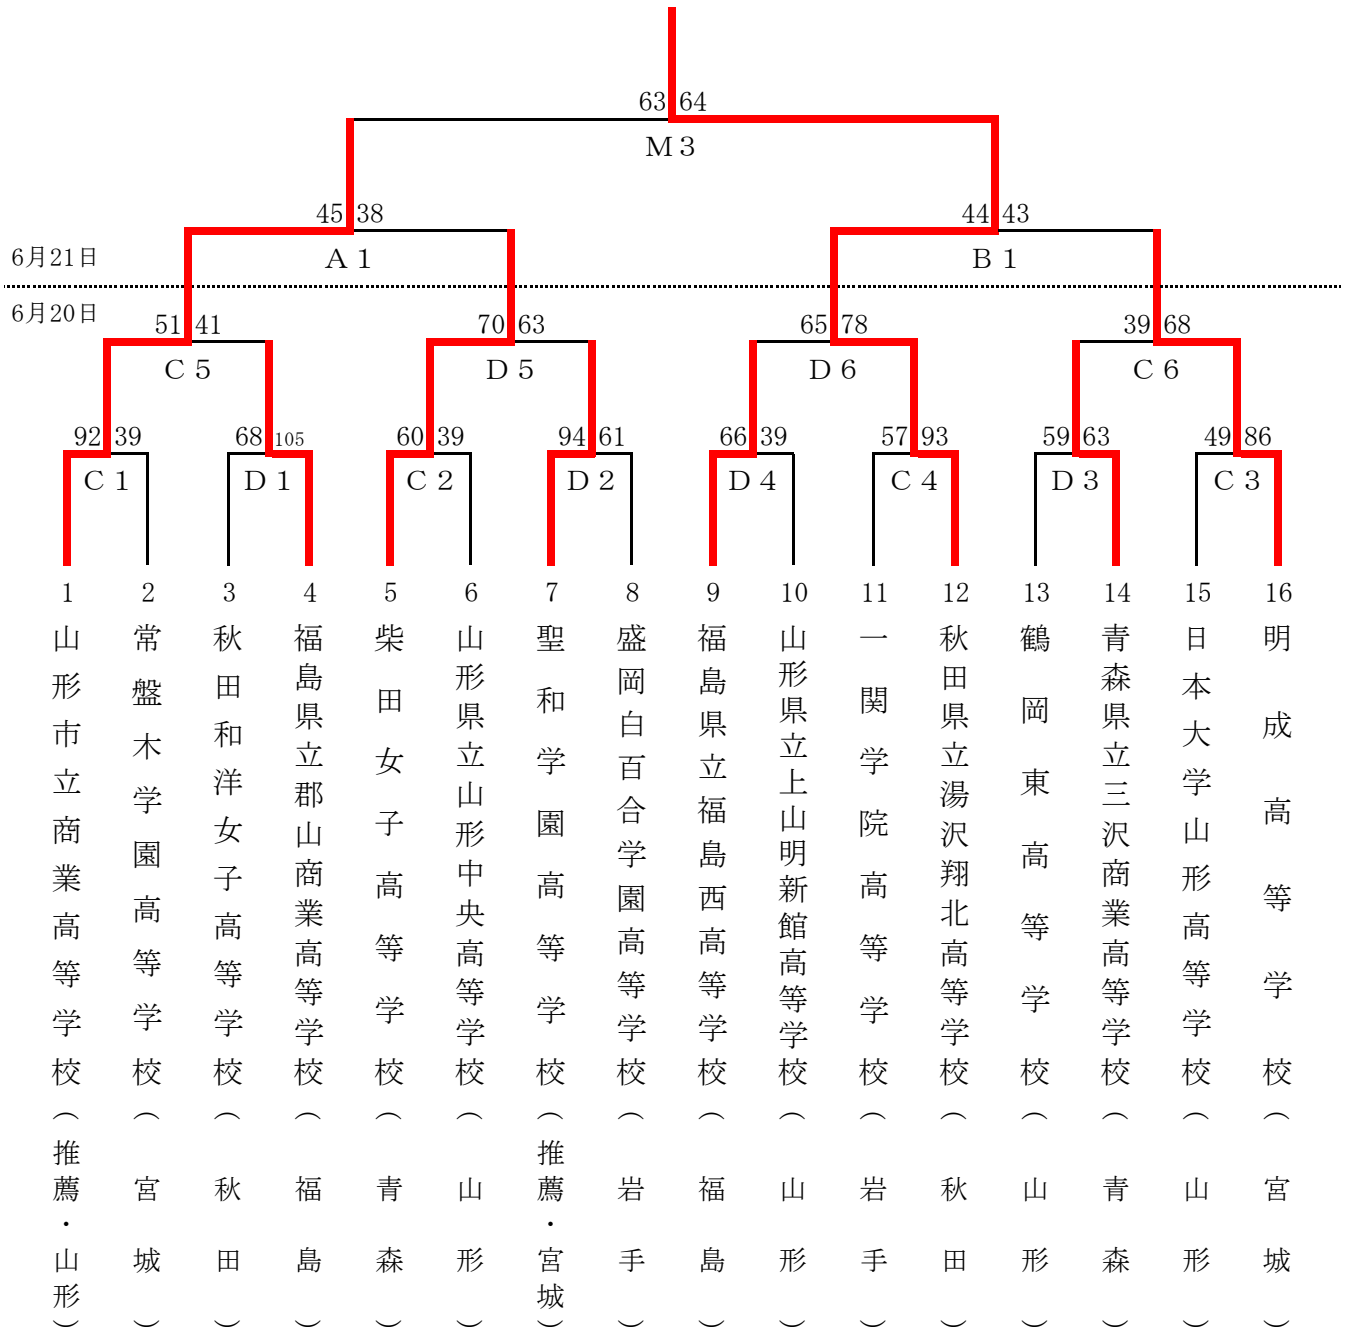 63 64
M３
45 38
44 43
6月21日
A１
B１
6月20日
51 41
70 63
65 78
39 68
C５
D５
D６
C６
92 39
68 105
60 39
94 61
66 39
57 93
59 63
49 86
C１
D１
C２
D２
D４
C４
D３
C３
1
2
3
4
5
6
7
8
9
10
11
12
13
14
15
16
山形市立商業高等学校（推薦・山形）
常盤木学園高等学校（宮城）
秋田和洋女子高等学校（秋田）
福島県立郡山商業高等学校（福島）
柴田女子高等学校（青森）
山形県立山形中央高等学校（山形）
聖和学園高等学校（推薦・宮城）
盛岡白百合学園高等学校（岩手）
福島県立福島西高等学校（福島）
山形県立上山明新館高等学校（山形）
一関学院高等学校（岩手）
秋田県立湯沢翔北高等学校（秋田）
鶴岡東高等学校（山形）
青森県立三沢商業高等学校（青森）
日本大学山形高等学校（山形）
明成高等学校（宮城）